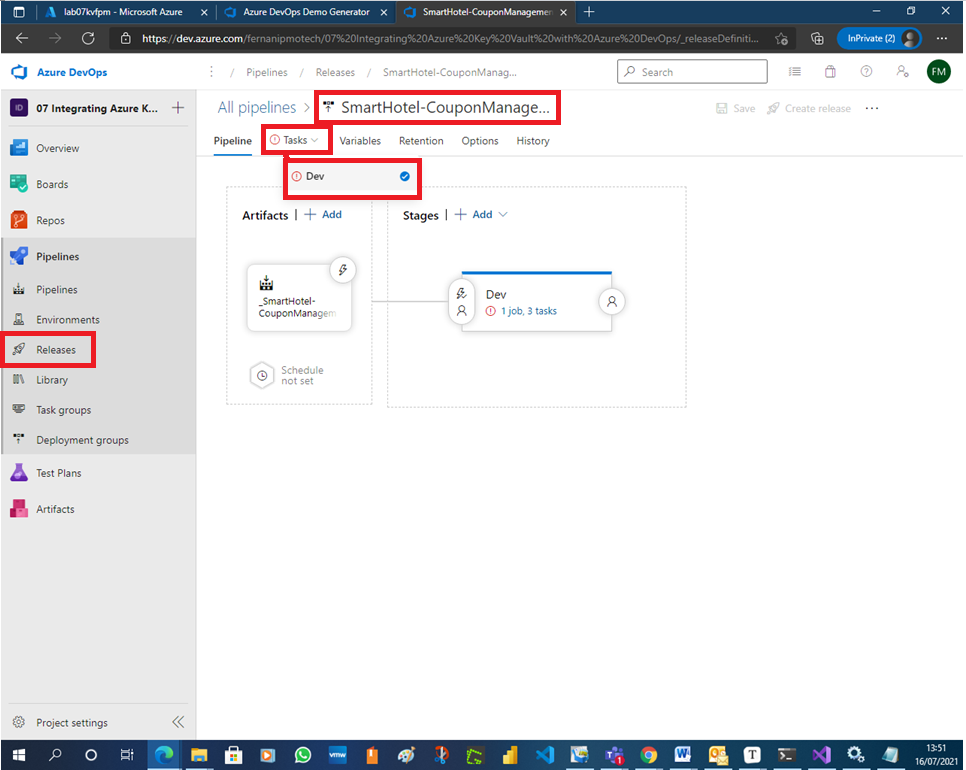 lab07kvfpm - Microsoft Azure
Azure DevOps Demo Generator
SmartHotel-CouponManagemen
https://dev.azure.com/fernanipmotech/07%20Integrating%20Azure%20Key%20Vault%20with%20Azure%20DevOps/_releaseDefiniti...
InPrivate (2)
Azure DevOps
/ Pipelines / Releases / SmartHotel-CouponManag...
Search
FM
ID
07 Integrating Azure K...
All pipelines > SmartHotel-CouponManage...
Save
Create release
Overview
Boards
Repos
Pipelines
Pipelines
Environments
Releases
Library
Task groups
Deployment groups
Test Plans
Artifacts
Project settings
Pipeline
Tasks
Variables
Retention
Options
History
Dev
Artifacts | + Add
Stages | + Add
_SmartHotel-
CouponManagem
Schedule
not set
Dev
1 job, 3 tasks
vmw
1
W
T
13:51
16/07/2021